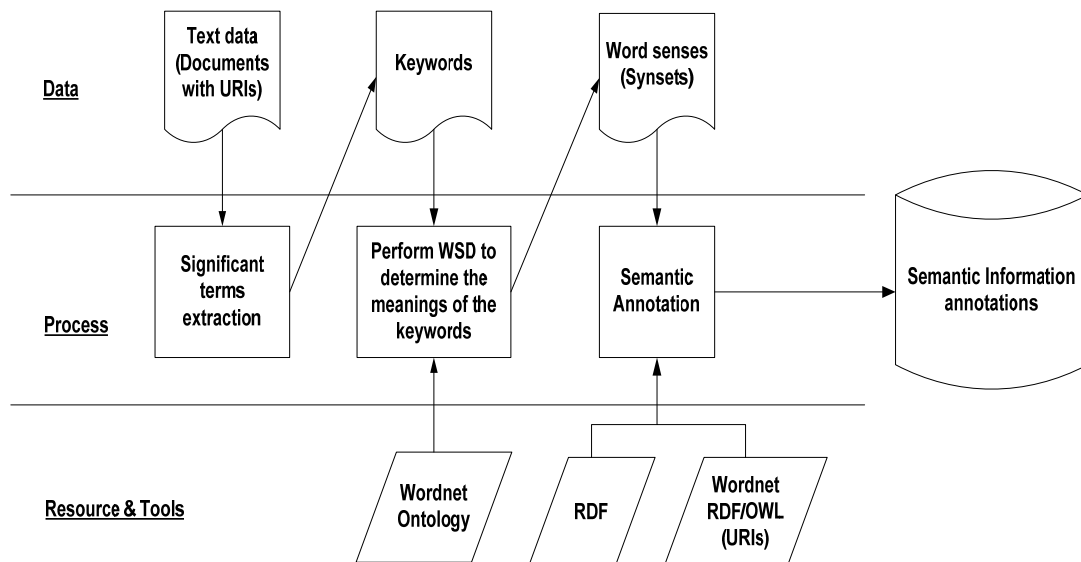 Data
Text data
(Documents
with URIs)
Keywords
Word senses
(Synsets)
Process
Significant
terms
extraction
Perform WSD to
determine the
meanings of the
keywords
Semantic
Annotation
Semantic Information
annotations
Resource & Tools
Wordnet
Ontology
RDF
Wordnet
RDF/OWL
(URIs)